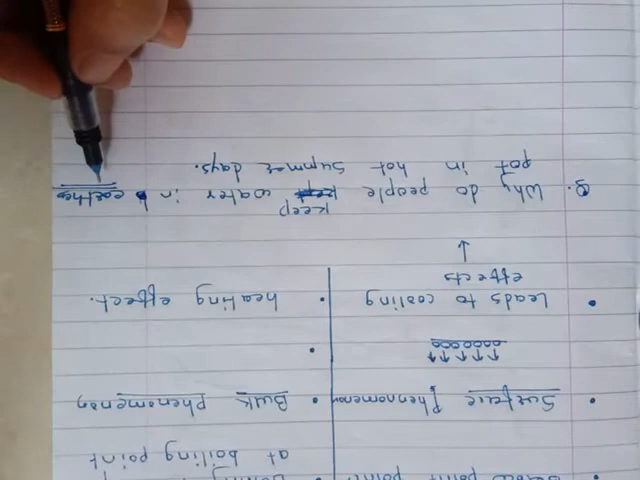 point
at boiling point
• Surface Phenomenon • Bulk Phenomenon
• Leads to cooling • heating effect.
effects
keep
Q. Why do people water in earthen
pot in hot summer days.